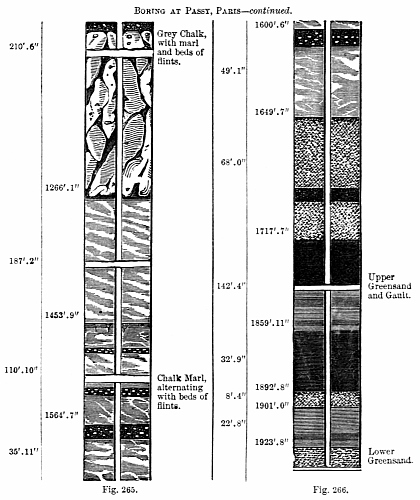 Boring at Passy, Paris—continued.
210'.6"
Grey Chalk,
with marl
and beds of
flints.
1266'.1"
187'.2"
1453'.9"
110'.10"
Chalk Marl,
alternating
with beds of
flints.
1564'.7"
35'.11"
Fig. 265.
1600'.6"
49'.1"
1649'.7"
68'.0"
1717'.7"
142'.4"
Upper
Greensand
and Gault.
1859'.11"
32'.9"
1892'.8"
8'.4"
1901'.0"
22'.8"
1923'.8"
Lower
Greensand.
Fig. 266.